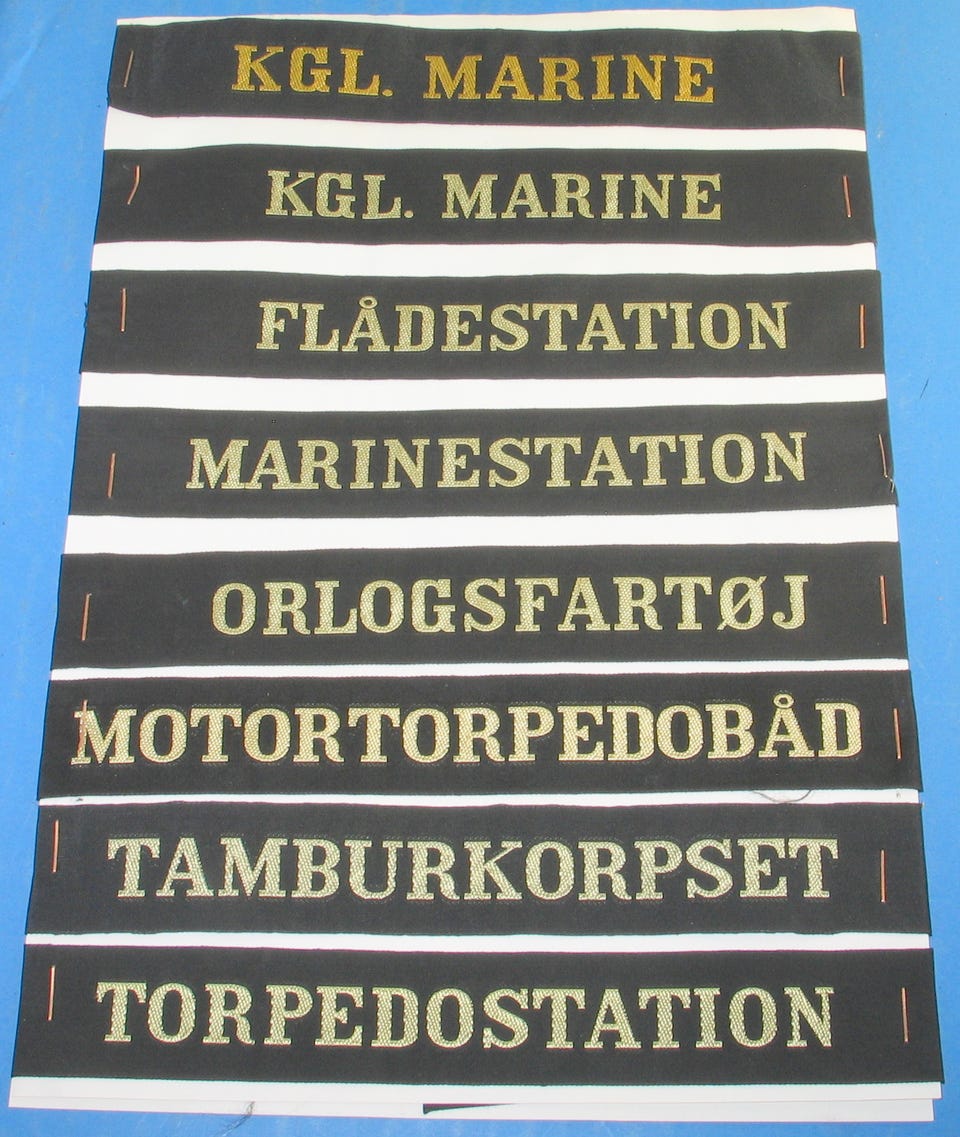 KGL. MARINE
KGL. MARINE
FLÅDESTATION
MARINESTATION
ORLOGSFARTØJ
MOTORTORPEDOBÅD
TAMBURKORPSET
TORPEDOSTATION